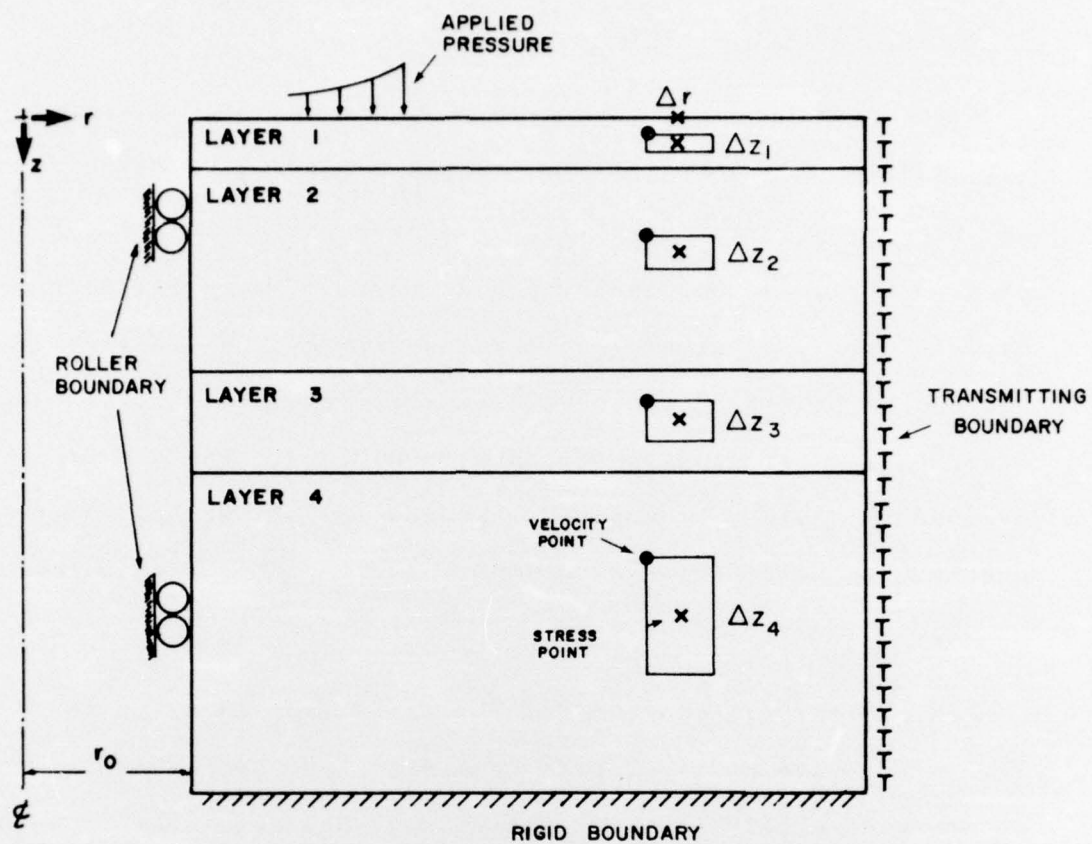 APPLIED
PRESSURE
r
z
Δr
LAYER 1
Δz1
LAYER 2
Δz2
ROLLER
BOUNDARY
LAYER 3
Δz3
TRANSMITTING
BOUNDARY
LAYER 4
VELOCITY
POINT
Δz4
STRESS
POINT
r0
℄
RIGID BOUNDARY